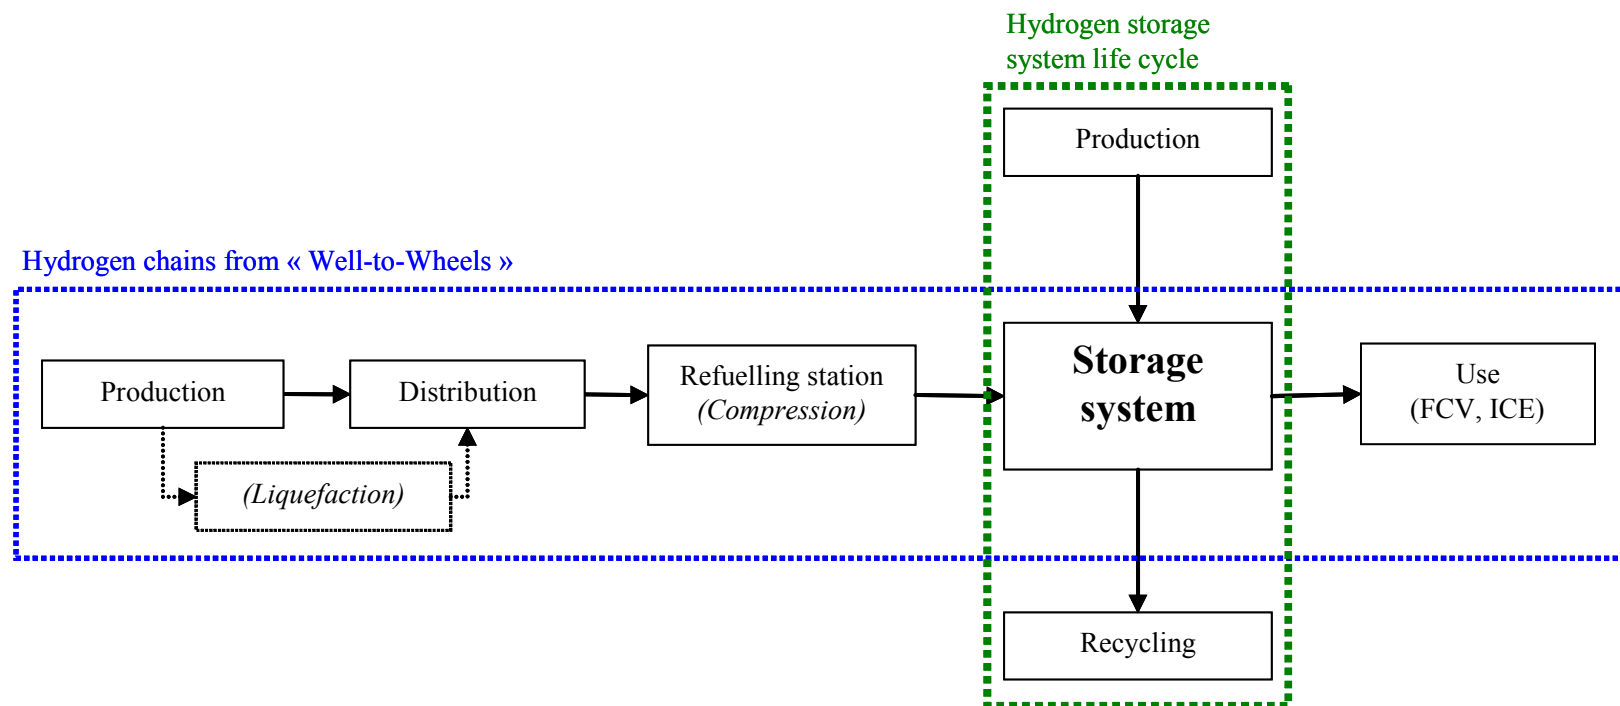 Hydrogen storage
system life cycle
Production
Hydrogen chains from « Well-to-Wheels »
Production
Distribution
Refuelling station
(Compression)
Storage
system
Use
(FCV, ICE)
(Liquefaction)
Recycling